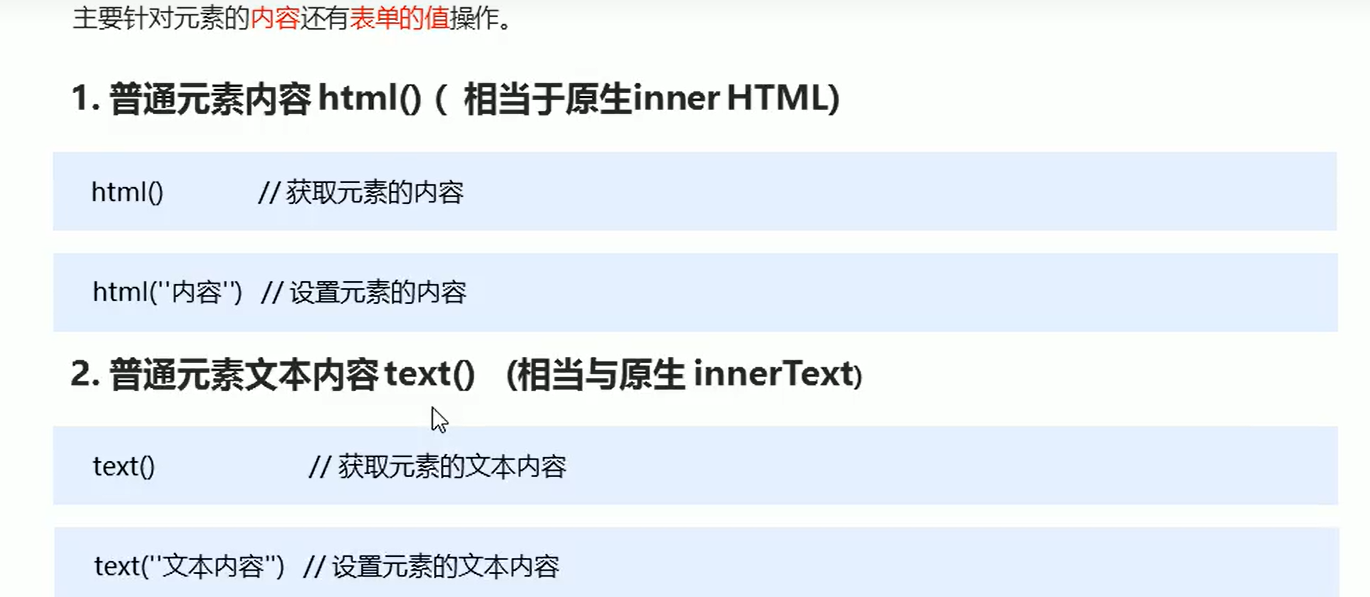 主要针对元素的内容还有表单的值操作。
1. 普通元素内容 html() ( 相当于原生inner HTML)
html() // 获取元素的内容
html(''内容'') // 设置元素的内容
2. 普通元素文本内容 text() (相当与原生 innerText)
text() // 获取元素的文本内容
text(''文本内容'') // 设置元素的文本内容